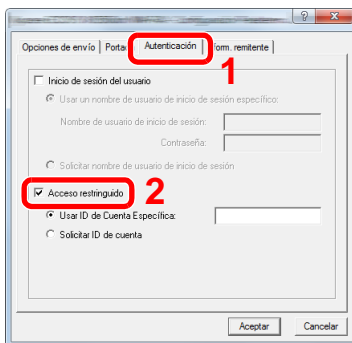 Opciones de envío Porta Autenticación form. remitente
1
Inicio de sesión del usuario
Usar un nombre de usuario de inicio de sesión específico:
Nombre de usuario de inicio de sesión:
Contraseña:
Solicitar nombre de usuario de inicio de sesión
Acceso restringido 2
Usar ID de Cuenta Específica:
Solicitar ID de cuenta
Aceptar Cancelar